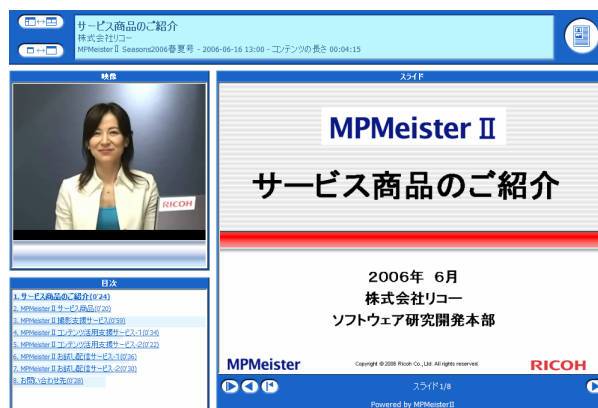 サービス商品のご紹介
株式会社リコー
MPMeister Ⅱ Seasons2006春夏号 - 2006-06-16 13:00 - コンテンツの長さ 00:04:15
映像
RICOH
目次
1. サービス商品のご紹介(0'24)
2. MPMeister Ⅱ サービス商品(0'20)
3. MPMeister Ⅱ 撮影支援サービス(0'59)
4. MPMeister Ⅱ コンテンツ活用支援サービス-1(0'34)
5. MPMeister Ⅱ コンテンツ活用支援サービス-2(0'22)
6. MPMeister Ⅱ お試し配信サービス-1(0'36)
7. MPMeister Ⅱ お試し配信サービス-2(0'30)
8. お問い合わせ先(0'28)
スライド
MPMeister Ⅱ
サービス商品のご紹介
2006年 6月
株式会社リコー
ソフトウェア研究開発本部
MPMeister
Copyright © 2006 Ricoh Co., Ltd. All rights reserved.
RICOH
スライド 1/8
Powered by MPMeisterⅡ